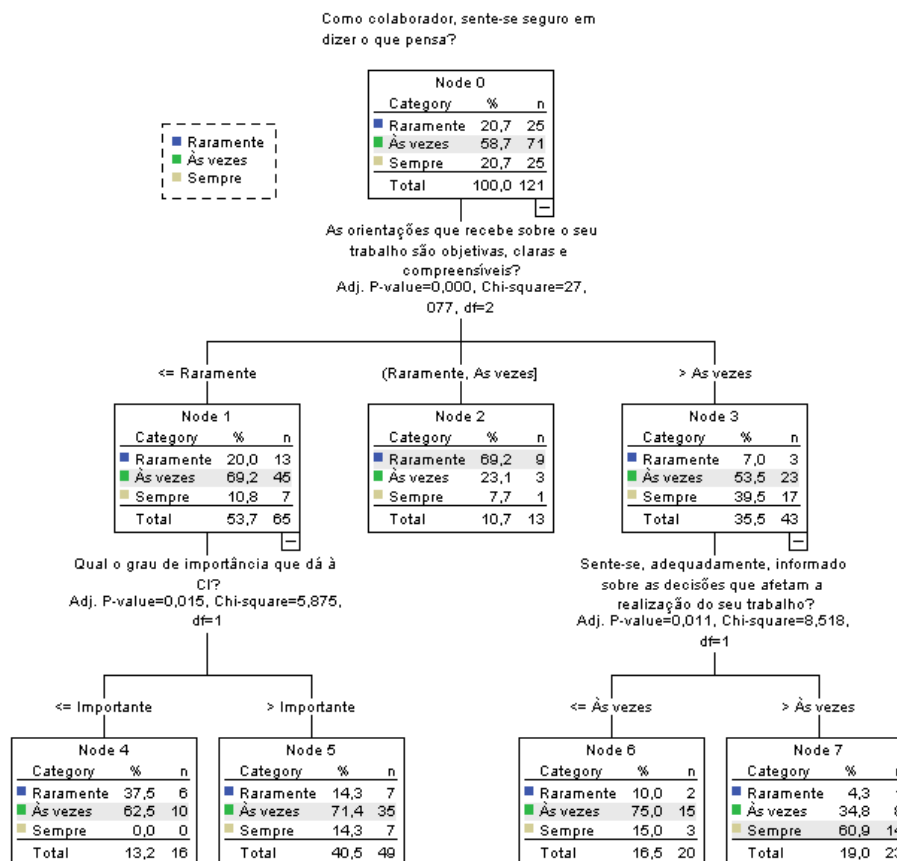 Como colaborador, sente-se seguro em
dizer o que pensa?
Node 0
Category % n
Raramente 20,7 25
Às vezes 58,7 71
Sempre 20,7 25
Total 100,0 121
Raramente
Às vezes
Sempre
As orientações que recebe sobre o seu
trabalho são objetivas, claras e
compreensíveis?
Adj. P-value=0,000, Chi-square=27,
077, df=2
<= Raramente
(Raramente, As vezes]
> As vezes
Node 1
Category % n
Raramente 20,0 13
Às vezes 69,2 45
Sempre 10,8 7
Total 53,7 65
Node 2
Category % n
Raramente 69,2 9
Às vezes 23,1 3
Sempre 7,7 1
Total 10,7 13
Node 3
Category % n
Raramente 7,0 3
Às vezes 53,5 23
Sempre 39,5 17
Total 35,5 43
Qual o grau de importância que dá à
CI?
Adj. P-value=0,015, Chi-square=5,875,
df=1
Sente-se, adequadamente, informado
sobre as decisões que afetam a
realização do seu trabalho?
Adj. P-value=0,011, Chi-square=8,518,
df=1
<= Importante
> Importante
<= Às vezes
> Às vezes
Node 4
Category % n
Raramente 37,5 6
Às vezes 62,5 10
Sempre 0,0 0
Total 13,2 16
Node 5
Category % n
Raramente 14,3 7
Às vezes 71,4 35
Sempre 14,3 7
Total 40,5 49
Node 6
Category % n
Raramente 10,0 2
Às vezes 75,0 15
Sempre 15,0 3
Total 16,5 20
Node 7
Category % n
Raramente 4,3
Às vezes 34,8
Sempre 60,9 14
Total 19,0 23